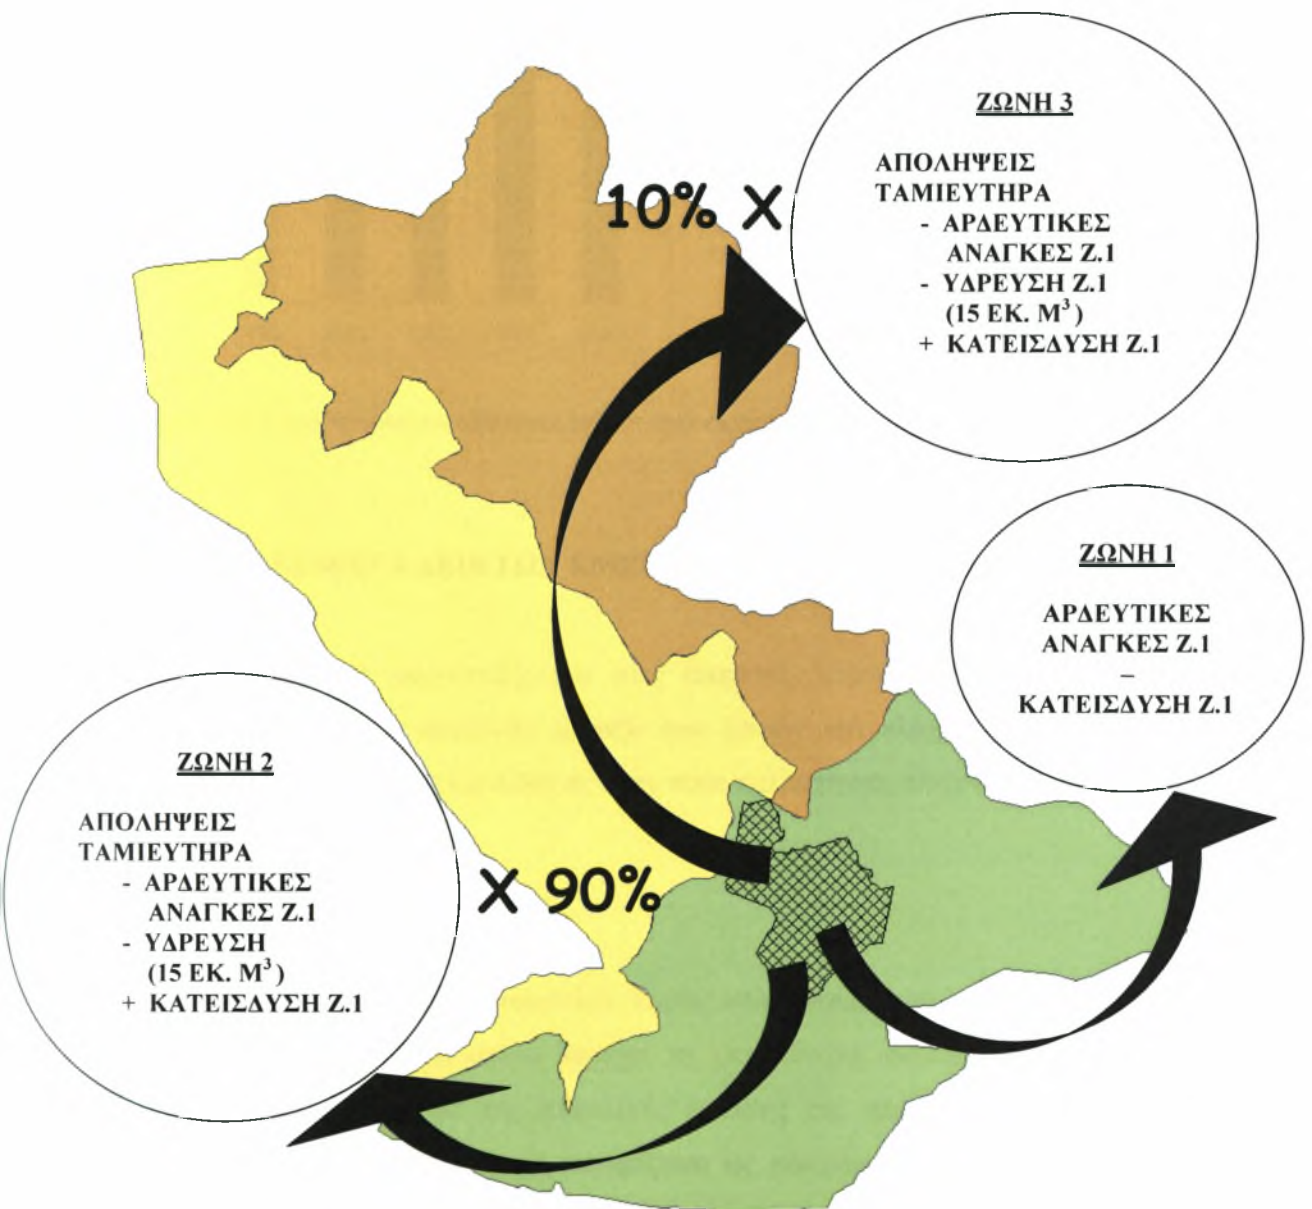 ΖΩΝΗ 3
ΑΠΟΛΗΨΕΙΣ
ΤΑΜΙΕΥΤΗΡΑ
- ΑΡΔΕΥΤΙΚΕΣ
ΑΝΑΓΚΕΣ Ζ.1
- ΥΔΡΕΥΣΗ Ζ.1
(15 ΕΚ. Μ³)
+ ΚΑΤΕΙΣΔΥΣΗ Ζ.1
10% X
ΖΩΝΗ 1
ΑΡΔΕΥΤΙΚΕΣ
ΑΝΑΓΚΕΣ Ζ.1
–
ΚΑΤΕΙΣΔΥΣΗ Ζ.1
ΖΩΝΗ 2
ΑΠΟΛΗΨΕΙΣ
ΤΑΜΙΕΥΤΗΡΑ
- ΑΡΔΕΥΤΙΚΕΣ
ΑΝΑΓΚΕΣ Ζ.1
- ΥΔΡΕΥΣΗ
(15 ΕΚ. Μ³)
+ ΚΑΤΕΙΣΔΥΣΗ Ζ.1
X 90%